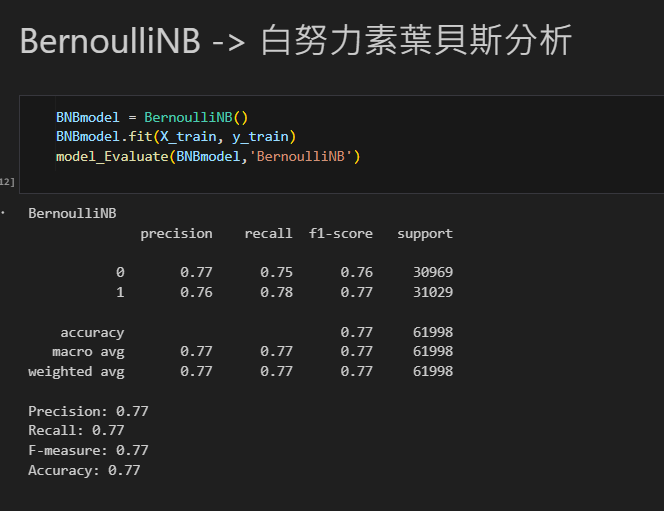 BernoulliNB -> 白努力素葉貝斯分析
BNBmodel = BernoulliNB()
BNBmodel.fit(X_train, y_train)
model_Evaluate(BNBmodel,'BernoulliNB')
12]
BernoulliNB
precision recall f1-score support
0 0.77 0.75 0.76 30969
1 0.76 0.78 0.77 31029
accuracy 0.77 61998
macro avg 0.77 0.77 0.77 61998
weighted avg 0.77 0.77 0.77 61998
Precision: 0.77
Recall: 0.77
F-measure: 0.77
Accuracy: 0.77